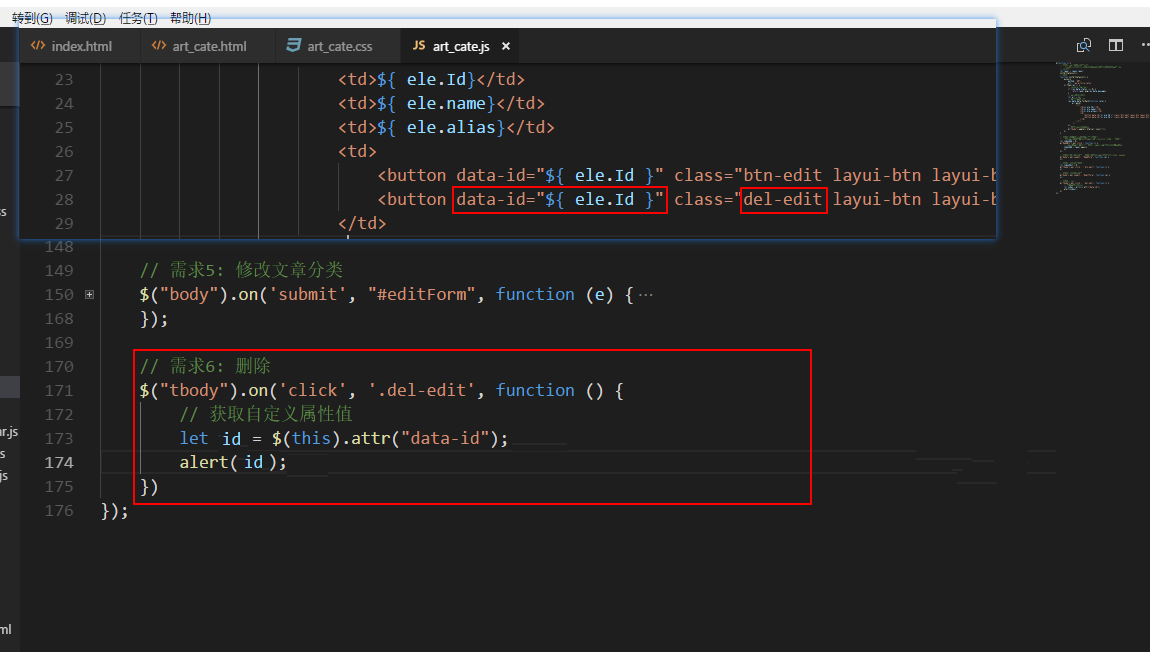 转到(G) 调试(D) 任务(T) 帮助(H)
index.html art_cate.html art_cate.css JS art_cate.js ×
23 <td>${ ele.Id}</td>
24 <td>${ ele.name}</td>
25 <td>${ ele.alias}</td>
26 <td>
27 <button data-id="${ ele.Id }" class="btn-edit layui-btn layui-b
28 <button data-id="${ ele.Id }" class="del-edit layui-btn layui-b
29 </td>
148
149 // 需求5: 修改文章分类
150 $("body").on('submit', "#editForm", function (e) {…
168 });
169
170 // 需求6: 删除
171 $("tbody").on('click', '.del-edit', function () {
172 // 获取自定义属性值
173 let id = $(this).attr("data-id");
174 alert( id );
175 })
176 });
ss
ar.js
s
js
ml